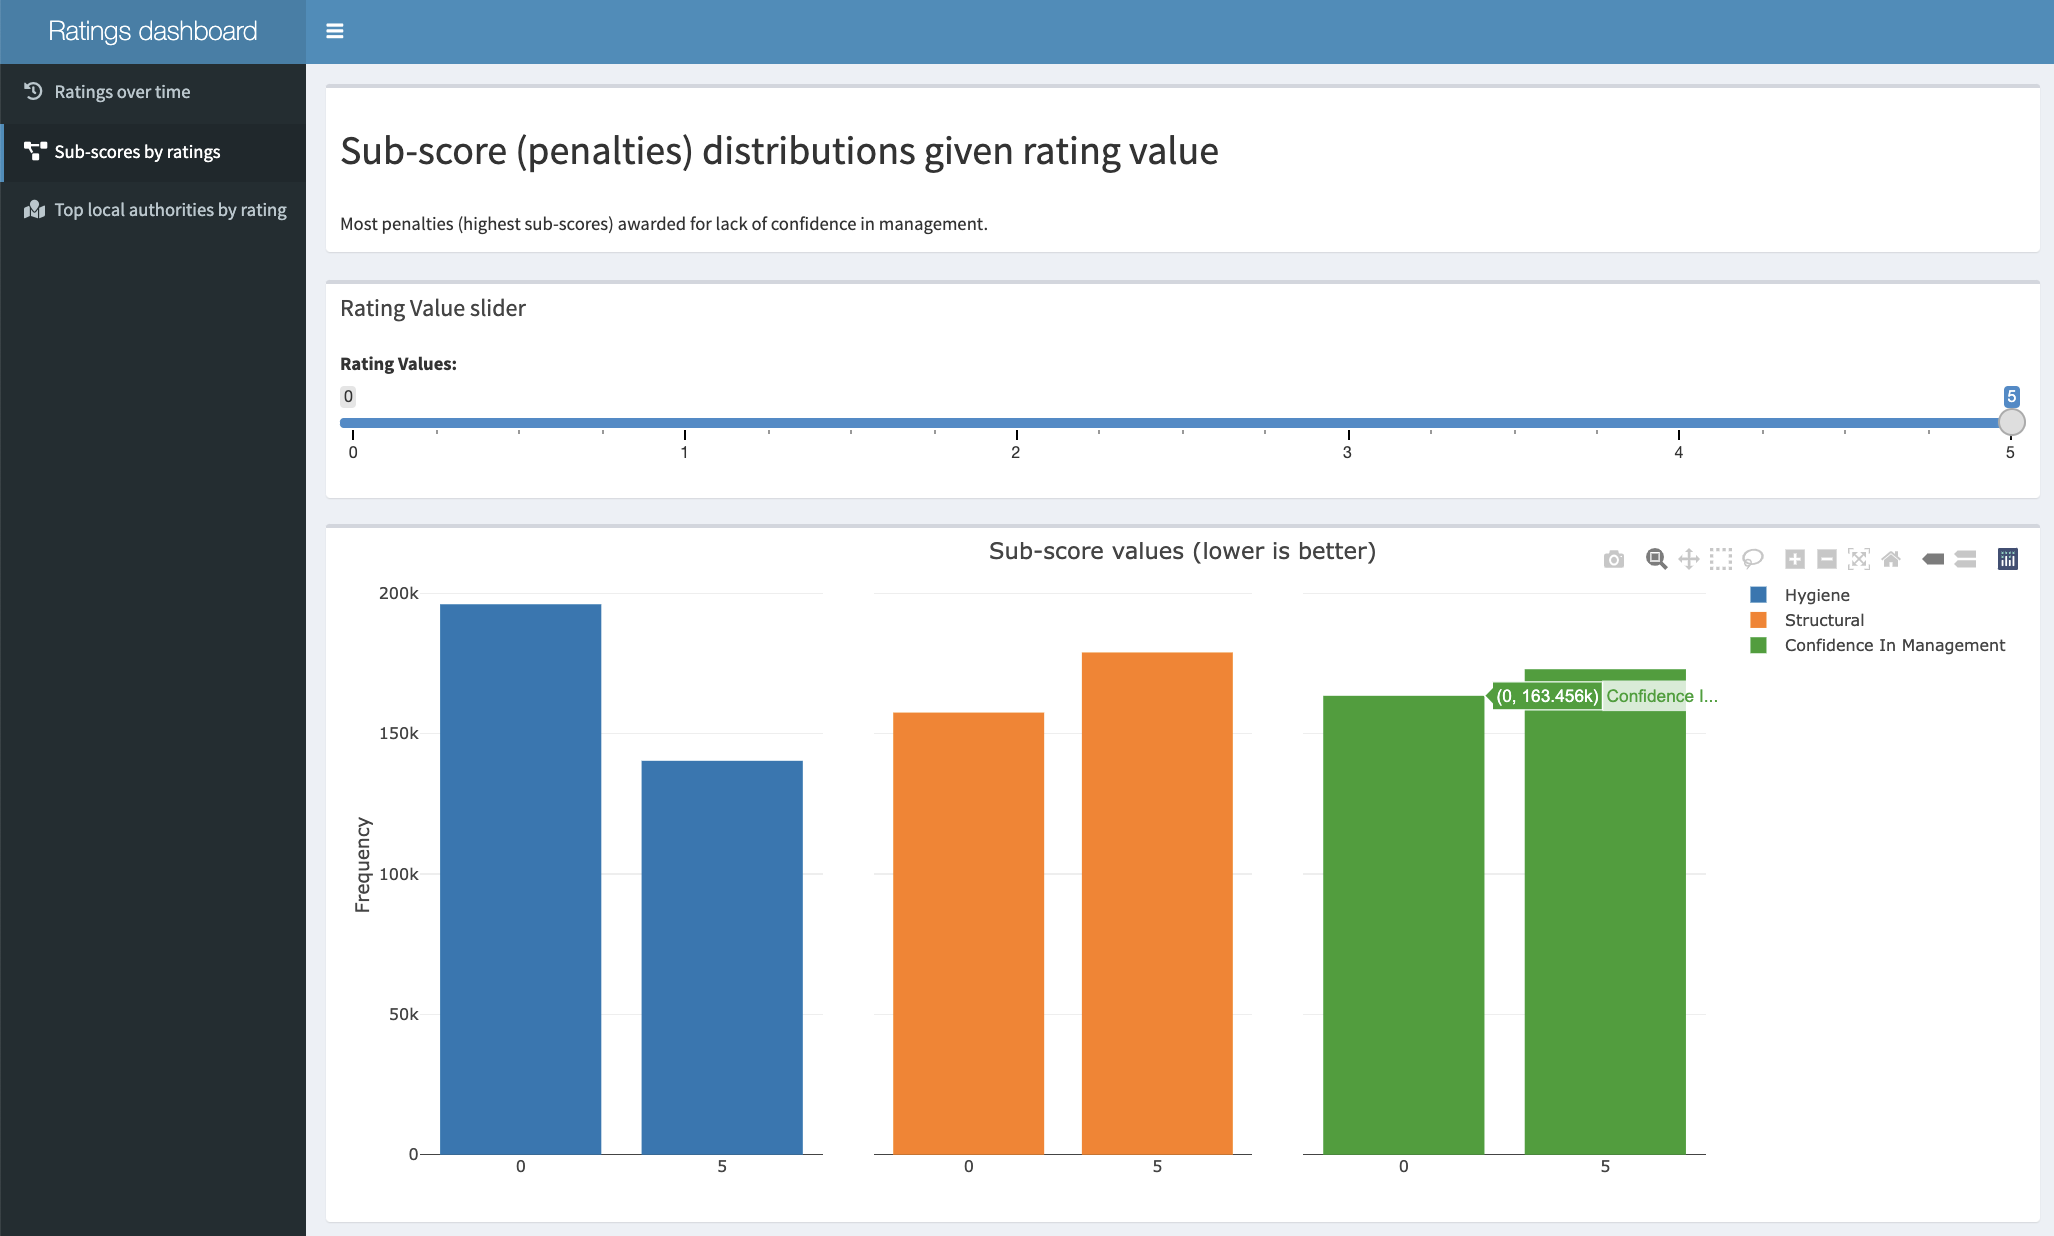 Ratings dashboard
Ratings over time
Sub-scores by ratings
Top local authorities by rating
Sub-score (penalties) distributions given rating value
Most penalties (highest sub-scores) awarded for lack of confidence in management.
Rating Value slider
Rating Values:
0 5
0 1 2 3 4 5
Sub-score values (lower is better)
Hygiene
Structural
Confidence In Management
200k
150k
100k
50k
0
Frequency
(0, 163.456k) Confidence I...
0 5 0 5 0 5